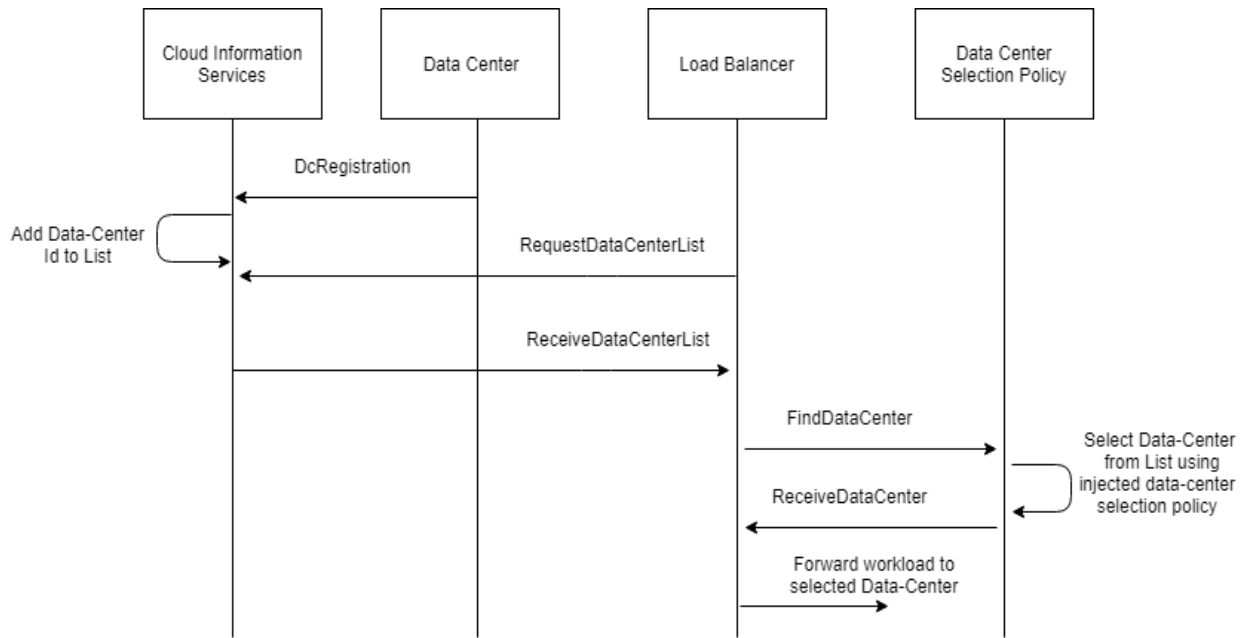 Cloud Information
Services
Data Center
Load Balancer
Data Center
Selection Policy
DcRegistration
Add Data-Center
Id to List
RequestDataCenterList
ReceiveDataCenterList
FindDataCenter
Select Data-Center
from List using
injected data-center
selection policy
ReceiveDataCenter
Forward workload to
selected Data-Center